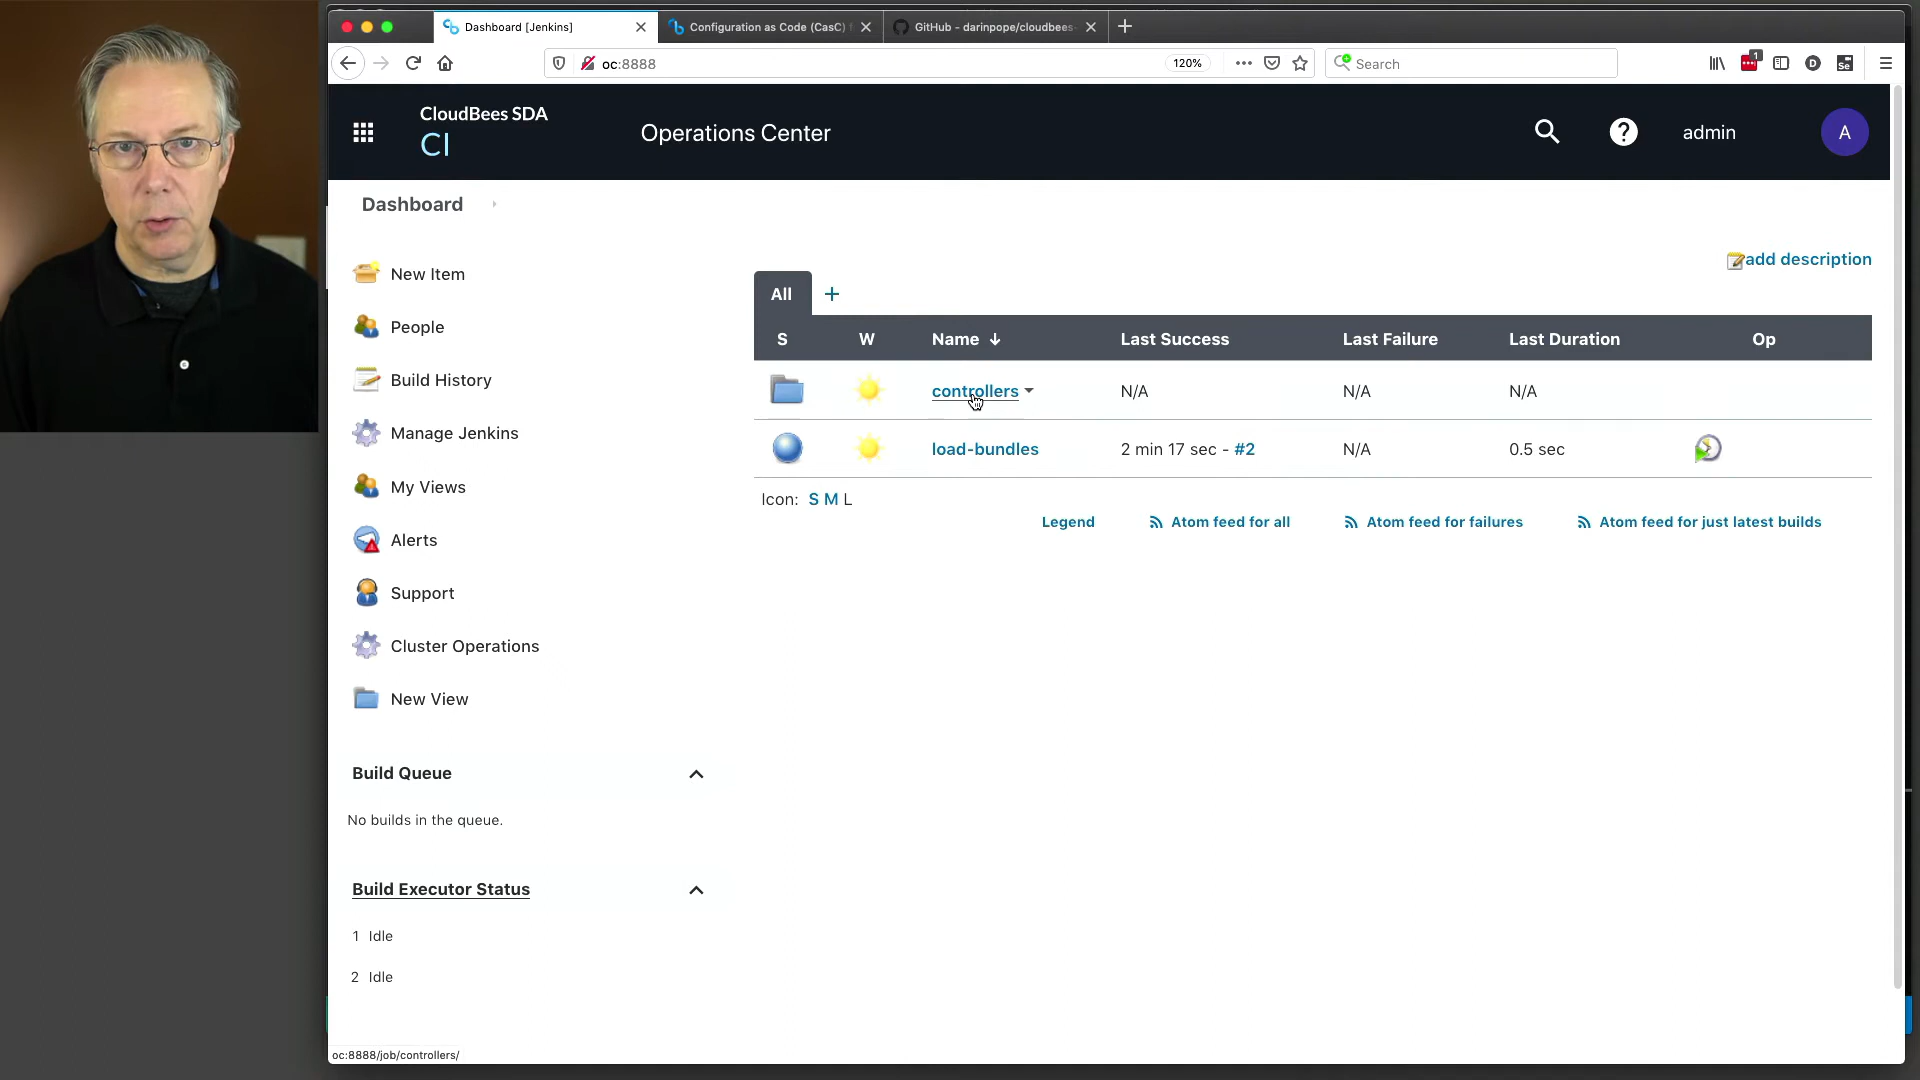 Dashboard [Jenkins]
Configuration as Code (CasC) f
GitHub - darinpope/cloudbees-
oc:8888
120%
Search
1
D
Se
CloudBees SDA
CI
Operations Center
admin
A
Dashboard
add description
New Item
People
Build History
Manage Jenkins
My Views
Alerts
Support
Cluster Operations
New View
All +
S W Name ↓ Last Success Last Failure Last Duration Op
controllers N/A N/A N/A
load-bundles 2 min 17 sec - #2 N/A 0.5 sec
Icon: S M L
Legend Atom feed for all Atom feed for failures Atom feed for just latest builds
Build Queue
No builds in the queue.
Build Executor Status
1 Idle
2 Idle
oc:8888/job/controllers/